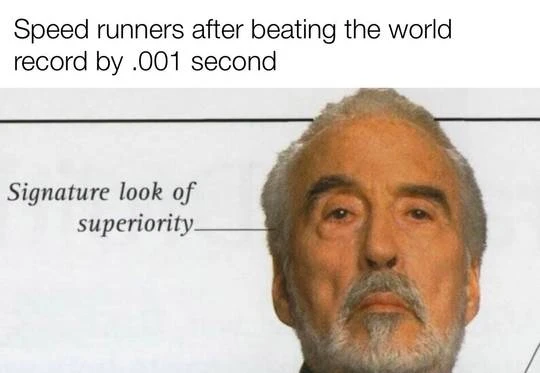 Speed runners after beating the world
record by .001 second
Signature look of
superiority